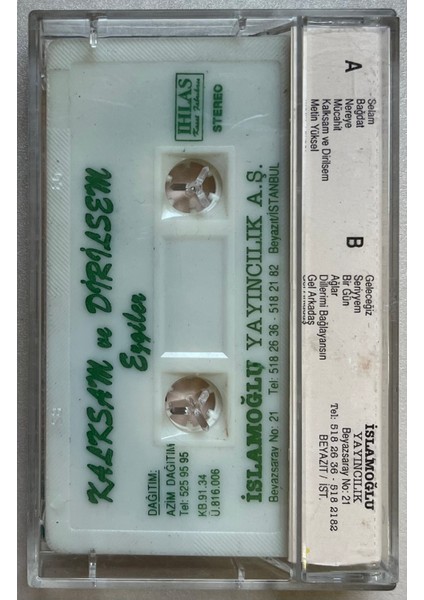 KALKSAM ve DİRİLSEM
Ezgiler
İHLAS
STEREO
DAĞITIM:
AZİM DAĞITIM
Tel: 525 95 95
KB.91.34
Ü.816.006
İSLAMOĞLU YAYINCILIK A.Ş.
Beyazsaray No: 21 Tel: 518 26 36 - 518 21 82 Beyazıt/İSTANBUL
A
Selam
Bağdat
Nereye
Mücahit
Kalksam ve Dirilsem
Metin Yüksel
B
Geleceğiz
Seriyyem
Bir Gün
Ağlar
Dillerimi Bağlayansın
Gel Arkadaş
İSLAMOĞLU
YAYINCILIK
Beyazsaray No: 21
Tel: 518 26 36 - 518 21 82
BEYAZIT / İST.